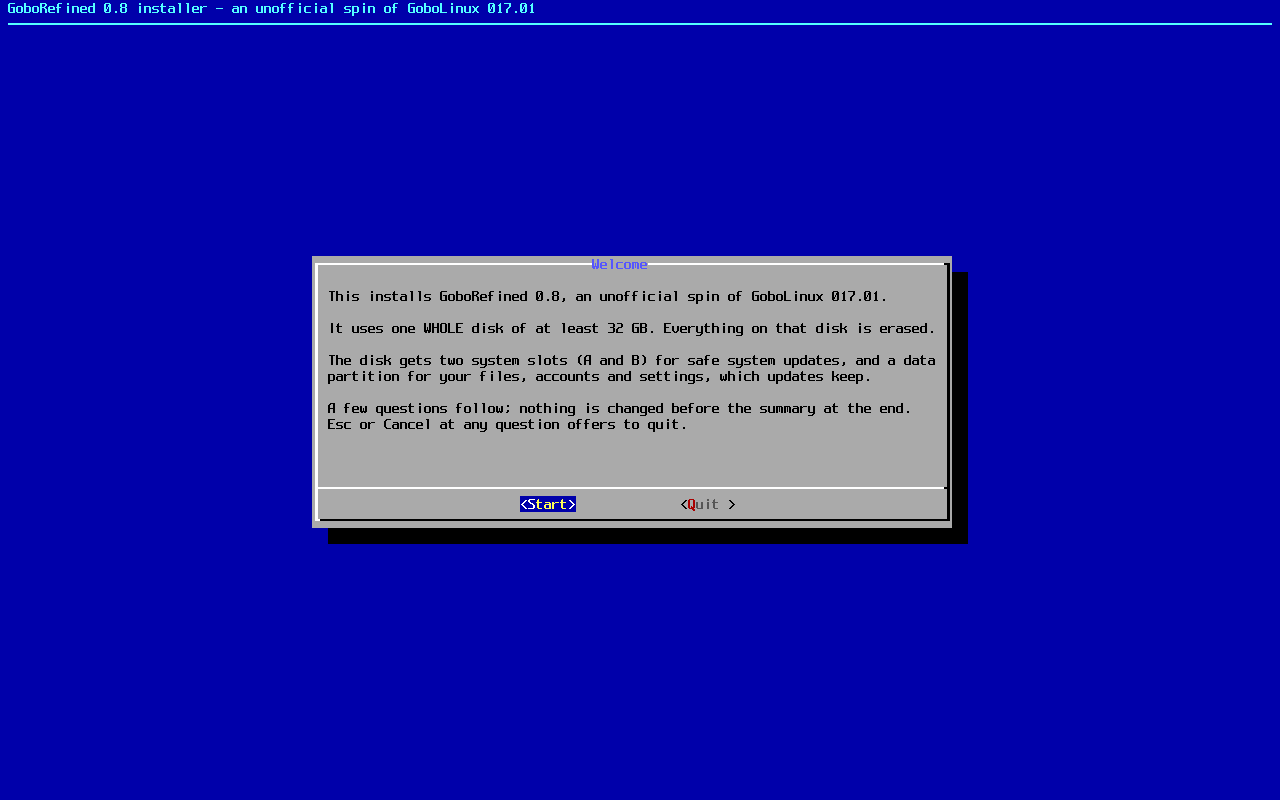 GoboRefined 0.8 installer - an unofficial spin of GoboLinux 017.01
Welcome
This installs GoboRefined 0.8, an unofficial spin of GoboLinux 017.01.
It uses one WHOLE disk of at least 32 GB. Everything on that disk is erased.
The disk gets two system slots (A and B) for safe system updates, and a data
partition for your files, accounts and settings, which updates keep.
A few questions follow; nothing is changed before the summary at the end.
Esc or Cancel at any question offers to quit.
<Start> <Quit >